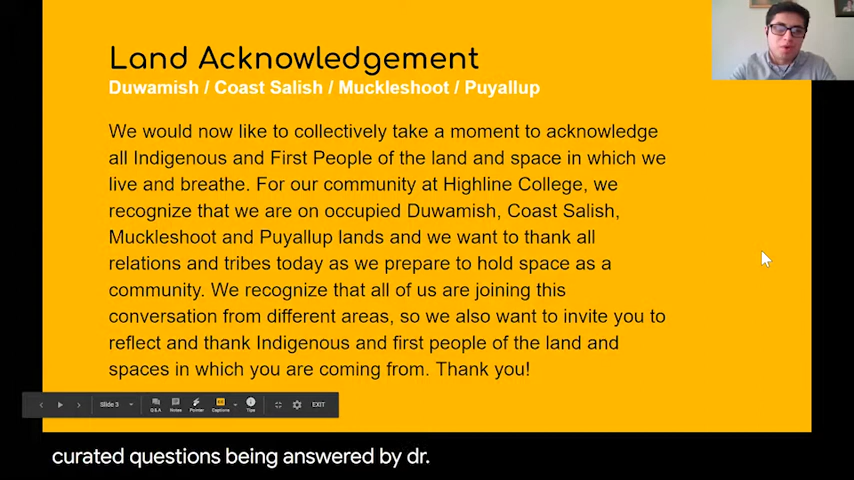 Land Acknowledgement
Duwamish / Coast Salish / Muckleshoot / Puyallup
We would now like to collectively take a moment to acknowledge
all Indigenous and First People of the land and space in which we
live and breathe. For our community at Highline College, we
recognize that we are on occupied Duwamish, Coast Salish,
Muckleshoot and Puyallup lands and we want to thank all
relations and tribes today as we prepare to hold space as a
community. We recognize that all of us are joining this
conversation from different areas, so we also want to invite you to
reflect and thank Indigenous and first people of the land and
spaces in which you are coming from. Thank you!
Slide 3
Q&A Notes Pointer Captions Tips EXIT
curated questions being answered by dr.